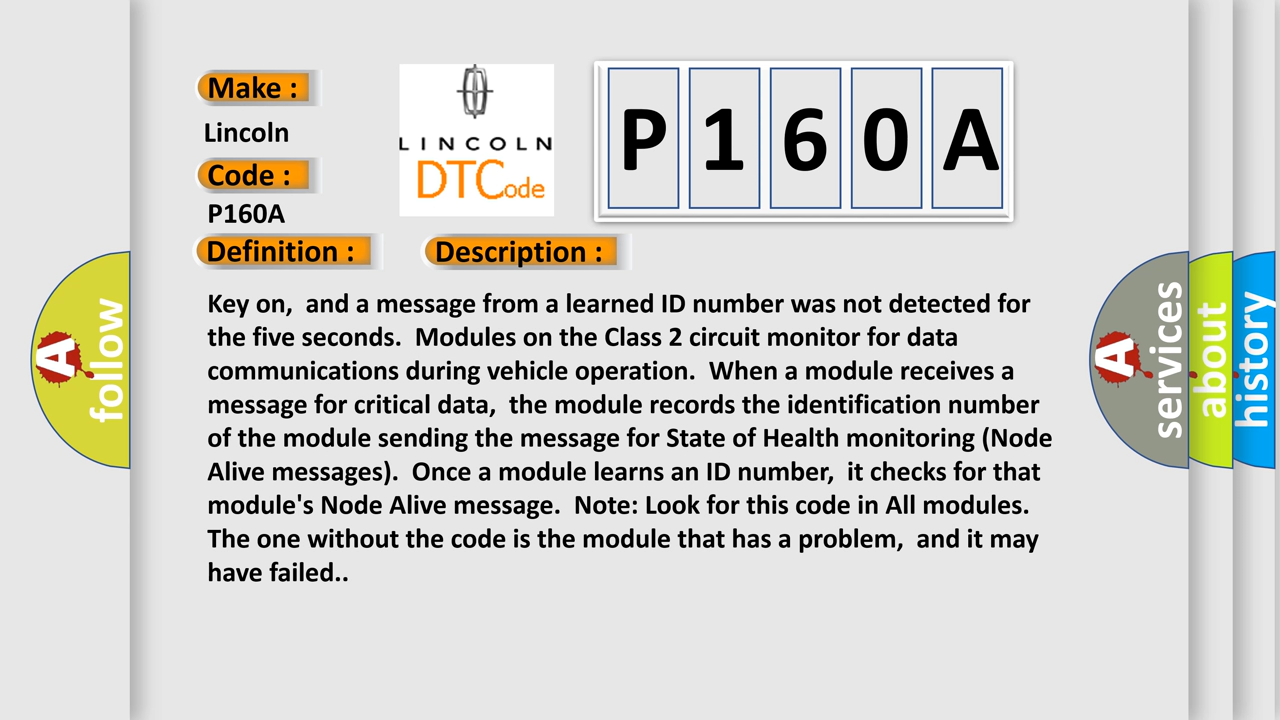 Make :
Lincoln
Code :
P160A
Definition :
Description :
LINCOLN
DTCode
P160A
Key on,  and a message from a learned ID number was not detected for
the five seconds.  Modules on the Class 2 circuit monitor for data
communications during vehicle operation.  When a module receives a
message for critical data,  the module records the identification number
of the module sending the message for State of Health monitoring (Node
Alive messages).  Once a module learns an ID number,  it checks for that
module's Node Alive message.  Note: Look for this code in All modules.
The one without the code is the module that has a problem,  and it may
have failed..
A follow
A services
about
history